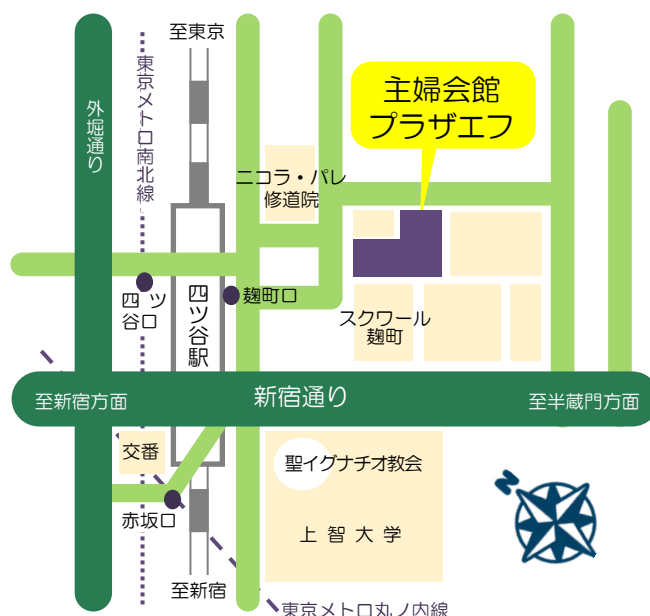 至東京
外堀通り
東京メトロ南北線
主婦会館
プラザエフ
ニコラ・バレ
修道院
四ツ
谷口
四ツ谷駅
麹町口
スクワール
麹町
至新宿方面
新宿通り
至半蔵門方面
交番
聖イグナチオ教会
赤坂口
上智大学
N
至新宿
東京メトロ丸ノ内線